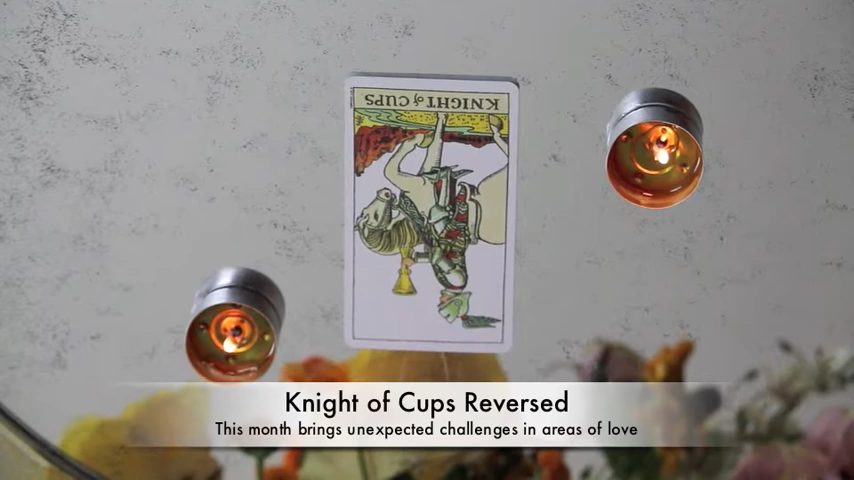 KNIGHT of CUPS
Knight of Cups Reversed
This month brings unexpected challenges in areas of love